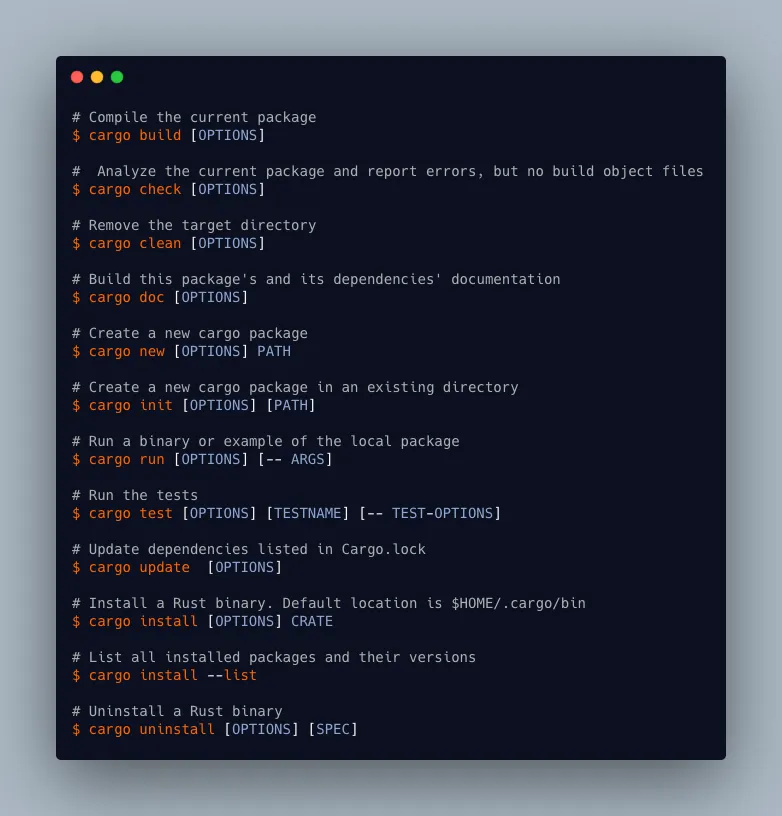 # Compile the current package
$ cargo build [OPTIONS]
#  Analyze the current package and report errors, but no build object files
$ cargo check [OPTIONS]
# Remove the target directory
$ cargo clean [OPTIONS]
# Build this package's and its dependencies' documentation
$ cargo doc [OPTIONS]
# Create a new cargo package
$ cargo new [OPTIONS] PATH
# Create a new cargo package in an existing directory
$ cargo init [OPTIONS] [PATH]
# Run a binary or example of the local package
$ cargo run [OPTIONS] [-- ARGS]
# Run the tests
$ cargo test [OPTIONS] [TESTNAME] [-- TEST-OPTIONS]
# Update dependencies listed in Cargo.lock
$ cargo update  [OPTIONS]
# Install a Rust binary. Default location is $HOME/.cargo/bin
$ cargo install [OPTIONS] CRATE
# List all installed packages and their versions
$ cargo install --list
# Uninstall a Rust binary
$ cargo uninstall [OPTIONS] [SPEC]